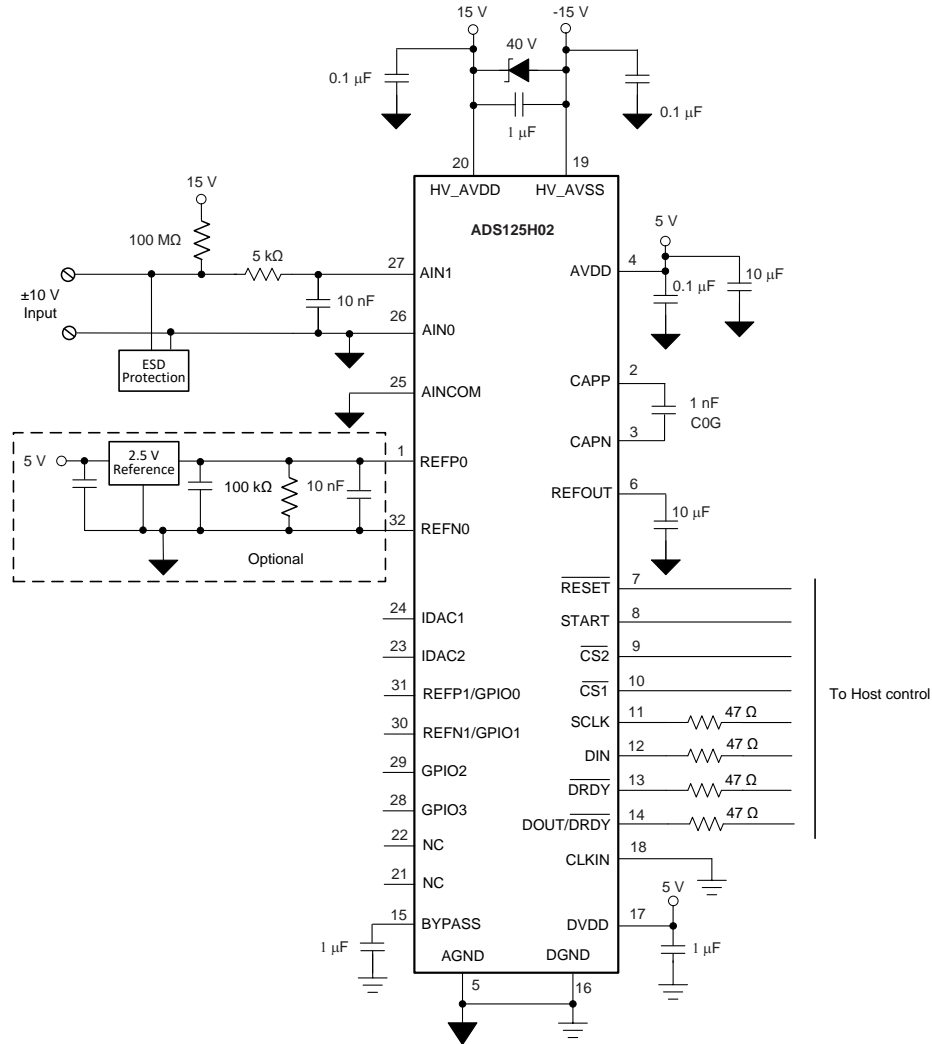 15 V
-15 V
40 V
0.1 μF
1 μF
0.1 μF
20
19
HV_AVDD
HV_AVSS
ADS125H02
15 V
100 MΩ
5 kΩ
27
AIN1
±10 V
Input
10 nF
26
AIN0
ESD
Protection
25
AINCOM
5 V
4
AVDD
0.1 μF
10 μF
2
CAPP
1 nF
C0G
3
CAPN
5 V
2.5 V
Reference
1
REFP0
100 kΩ
10 nF
32
REFN0
Optional
6
REFOUT
10 μF
24
IDAC1
23
IDAC2
31
REFP1/GPIO0
30
REFN1/GPIO1
29
GPIO2
28
GPIO3
22
NC
21
NC
15
BYPASS
1 μF
RESET
7
START
8
CS2
9
CS1
10
SCLK
11
47 Ω
DIN
12
47 Ω
DRDY
13
47 Ω
DOUT/DRDY
14
47 Ω
To Host control
CLKIN
18
5 V
DVDD
17
1 μF
AGND
DGND
5
16